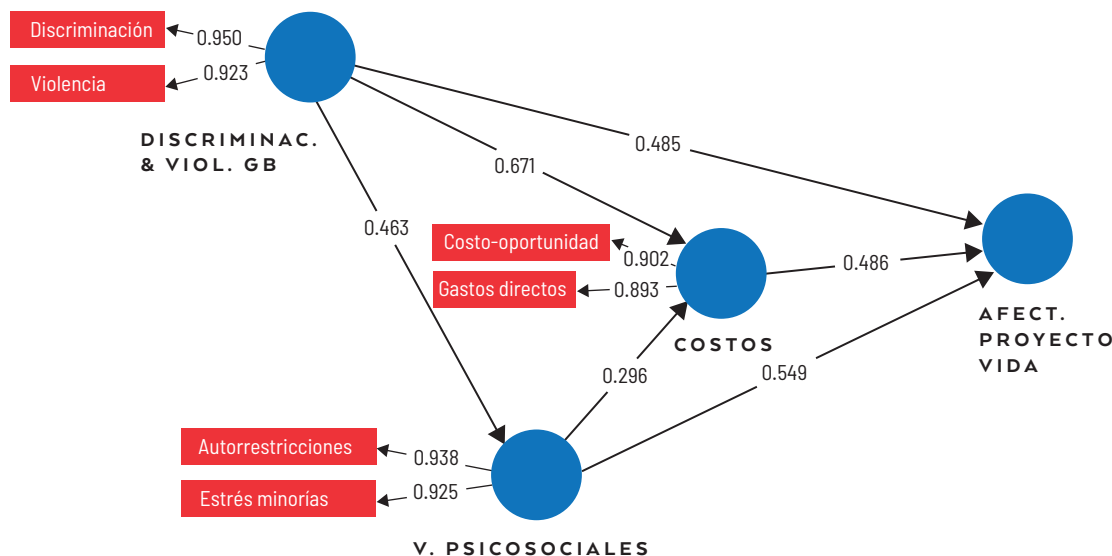 Discriminación
0.950
Violencia
0.923
DISCRIMINAC.
& VIOL. GB
0.485
0.671
0.463
Costo-oportunidad
0.902
Gastos directos
0.893
COSTOS
0.486
AFECT.
PROYECTO
VIDA
0.296
0.549
Autorrestricciones
0.938
Estrés minorías
0.925
V. PSICOSOCIALES